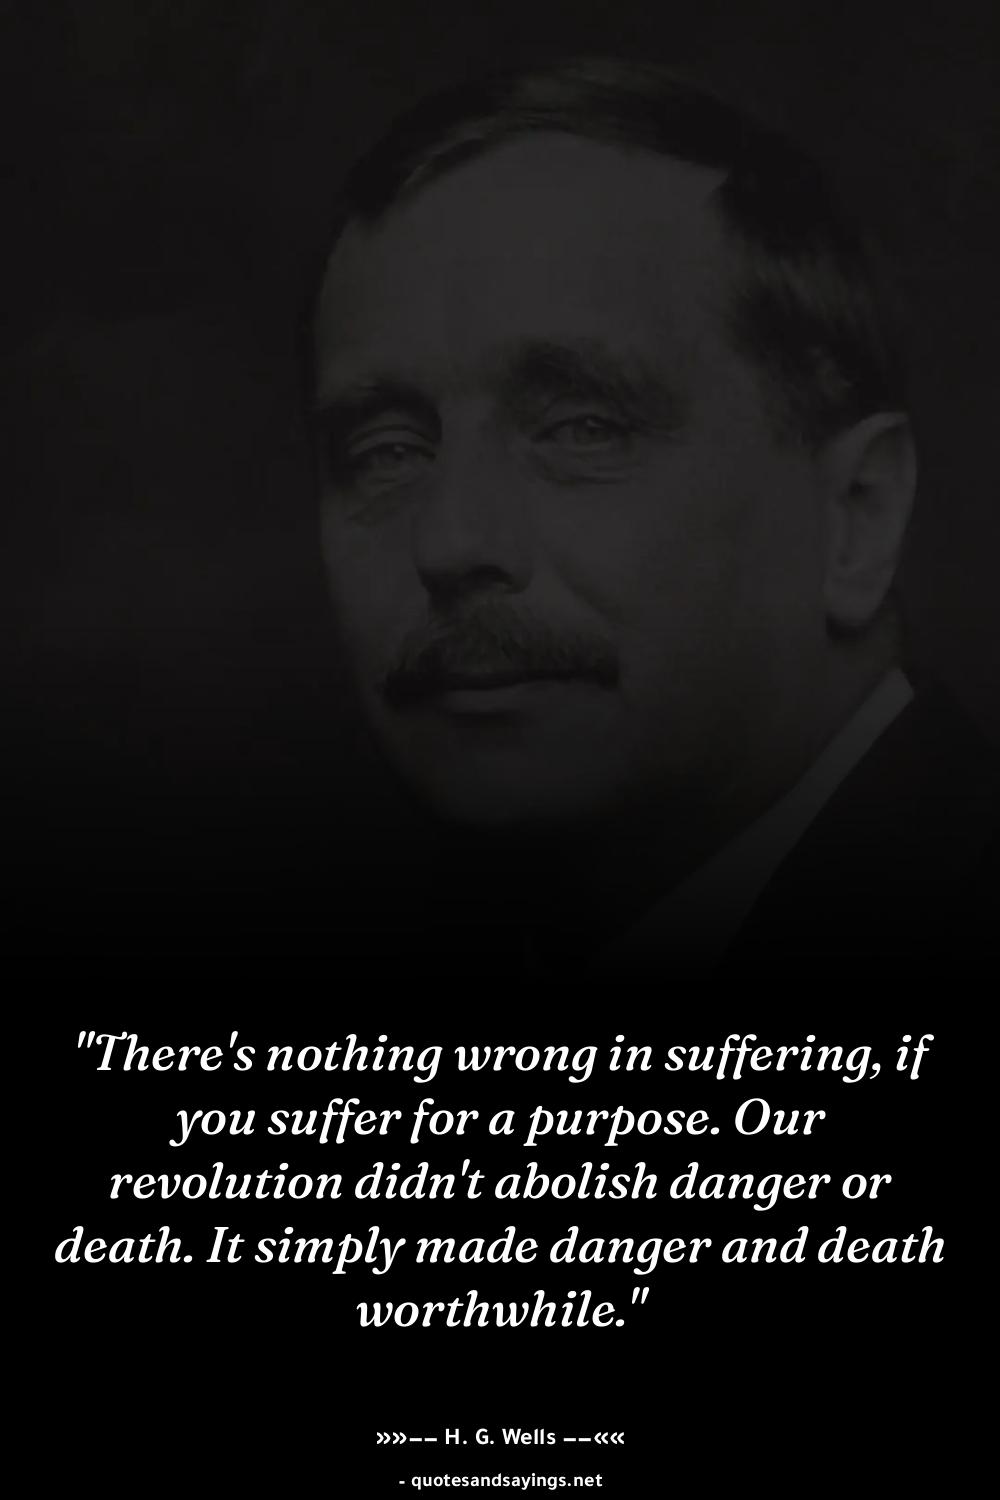 "There's nothing wrong in suffering, if
you suffer for a purpose. Our
revolution didn't abolish danger or
death. It simply made danger and death
worthwhile."
»»−− H. G. Wells −−««
- quotesandsayings.net